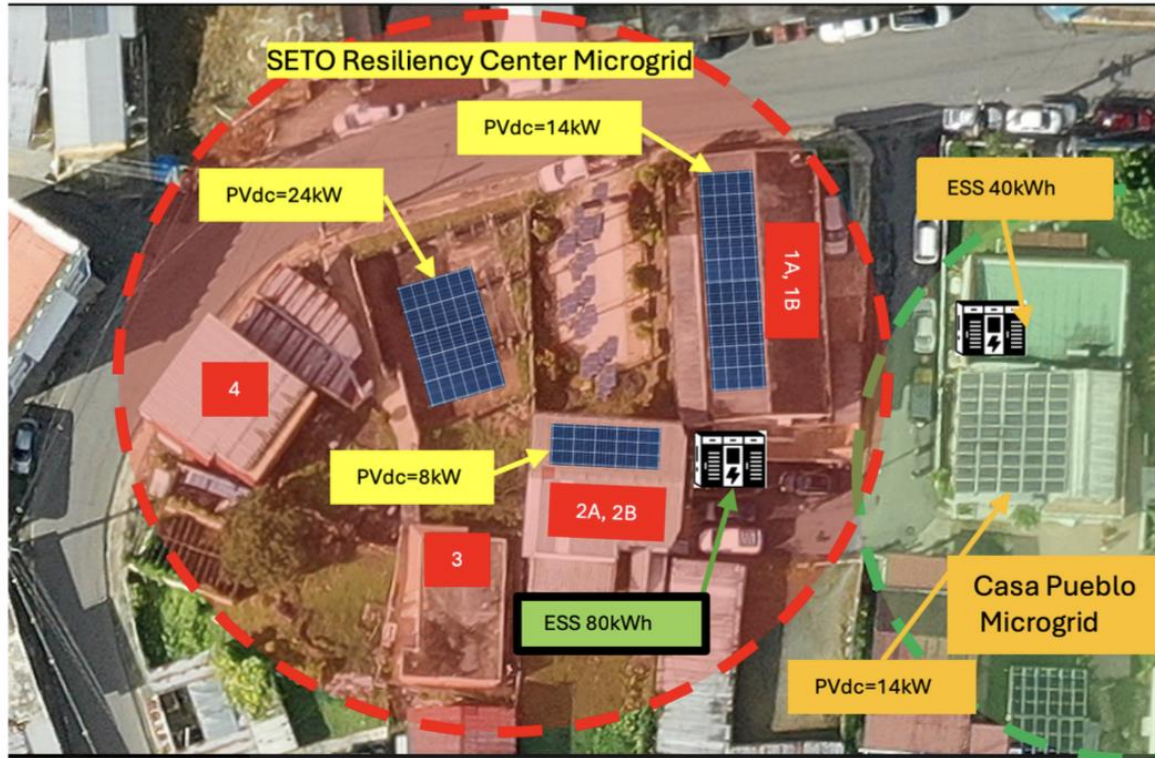 SETO Resiliency Center Microgrid
PVdc=14kW
PVdc=24kW
ESS 40kWh
1A, 1B
4
PVdc=8kW
2A, 2B
3
ESS 80kWh
Casa Pueblo
Microgrid
PVdc=14kW